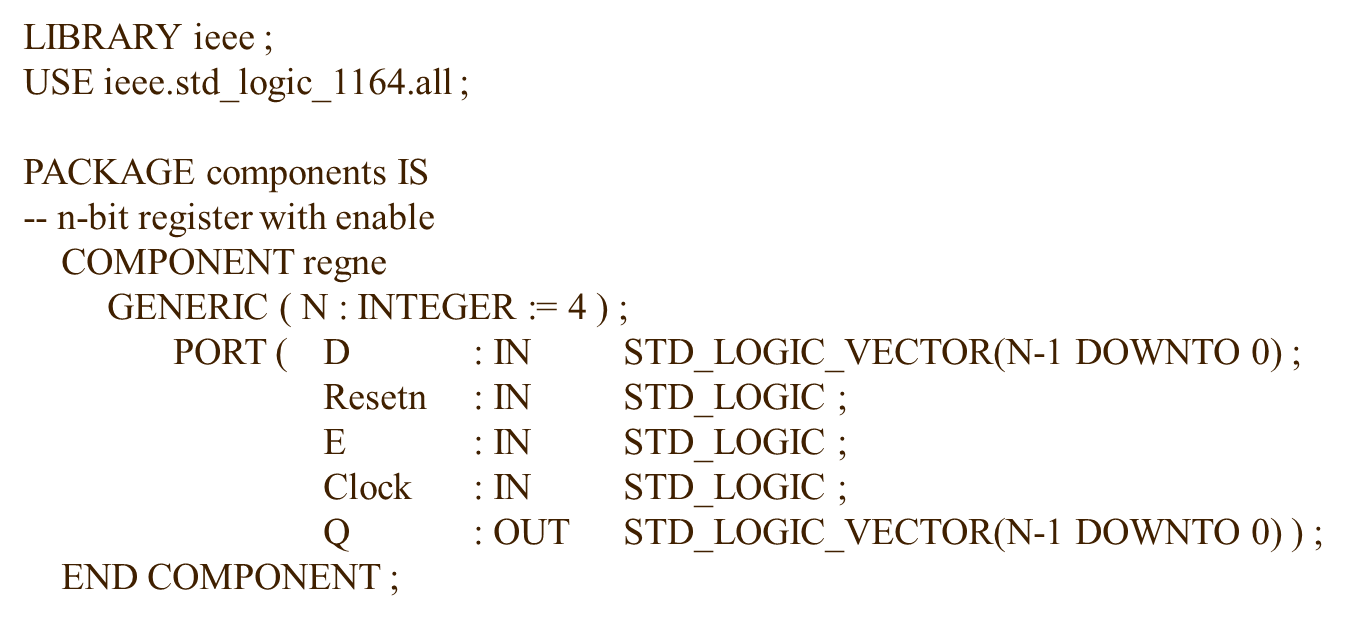 LIBRARY ieee ;
USE ieee.std_logic_1164.all ;
PACKAGE components IS
-- n-bit register with enable
COMPONENT regne
GENERIC ( N : INTEGER := 4 ) ;
PORT ( D : IN STD_LOGIC_VECTOR(N-1 DOWNTO 0) ;
Resetn : IN STD_LOGIC ;
E : IN STD_LOGIC ;
Clock : IN STD_LOGIC ;
Q : OUT STD_LOGIC_VECTOR(N-1 DOWNTO 0) ) ;
END COMPONENT ;